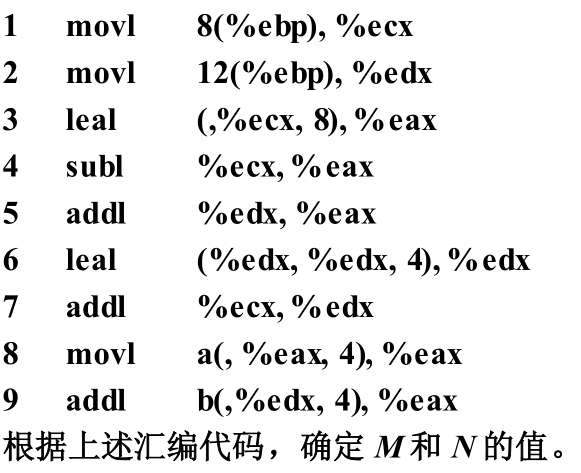 1 movl 8(%ebp), %ecx
2 movl 12(%ebp), %edx
3 leal (,%ecx, 8), %eax
4 subl %ecx, %eax
5 addl %edx, %eax
6 leal (%edx, %edx, 4), %edx
7 addl %ecx, %edx
8 movl a(, %eax, 4), %eax
9 addl b(,%edx, 4), %eax
根据上述汇编代码，确定 M 和 N 的值。